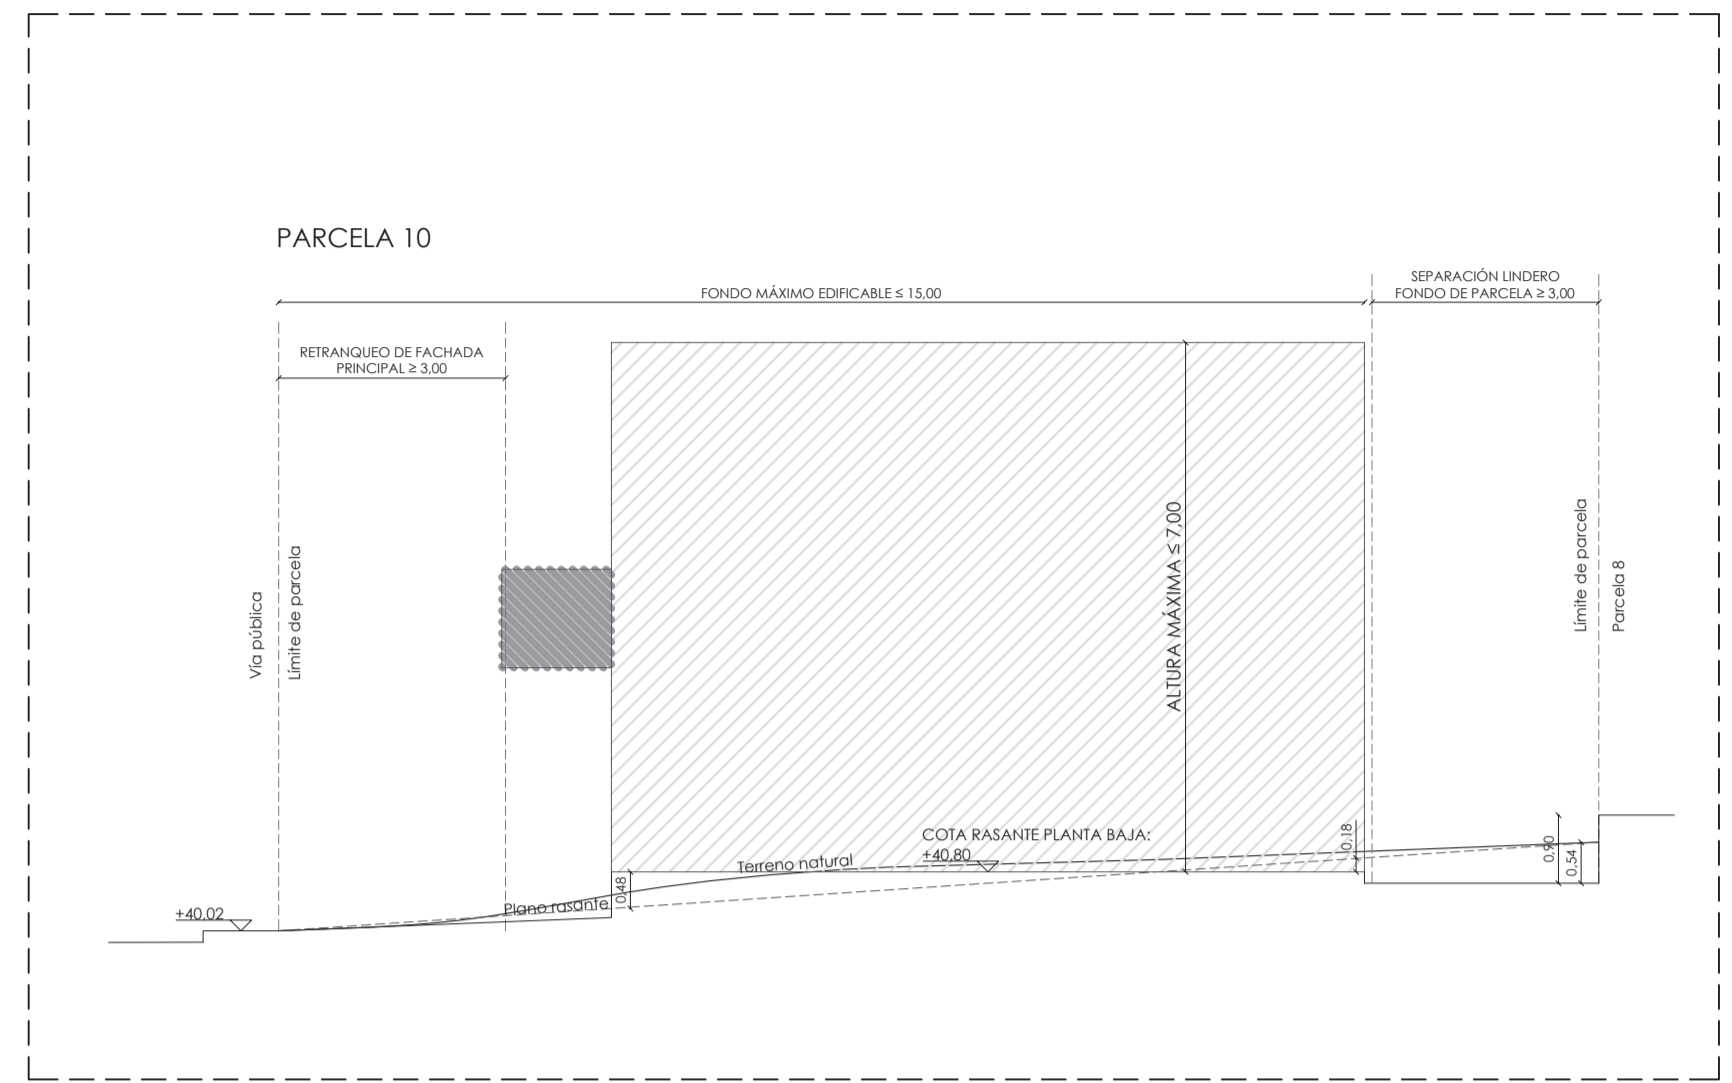 PARCELA 10
SEPARACIÓN LINDERO
FONDO DE PARCELA ≥ 3,00
FONDO MÁXIMO EDIFICABLE ≤ 15,00
RETRANQUEO DE FACHADA
PRINCIPAL ≥ 3,00
Vía pública
Límite de parcela
ALTURA MÁXIMA ≤ 7,00
Límite de parcela
Parcela 8
COTA RASANTE PLANTA BAJA:
+40,80
Terreno natural
0,18
0,90
0,54
0,48
Plano rasante
+40,02